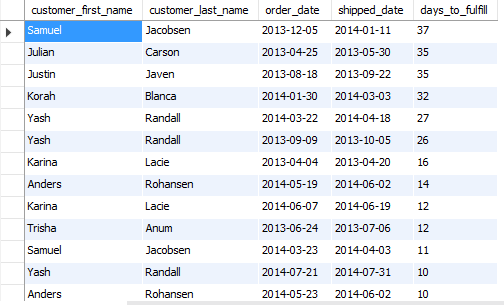 customer_first_name customer_last_name order_date shipped_date days_to_fulfill
Samuel Jacobsen 2013-12-05 2014-01-11 37
Julian Carson 2013-04-25 2013-05-30 35
Justin Javen 2013-08-18 2013-09-22 35
Korah Blanca 2014-01-30 2014-03-03 32
Yash Randall 2014-03-22 2014-04-18 27
Yash Randall 2013-09-09 2013-10-05 26
Karina Lacie 2013-04-04 2013-04-20 16
Anders Rohansen 2014-05-19 2014-06-02 14
Karina Lacie 2014-06-07 2014-06-19 12
Trisha Anum 2013-06-24 2013-07-06 12
Samuel Jacobsen 2014-03-23 2014-04-03 11
Yash Randall 2014-07-21 2014-07-31 10
Anders Rohansen 2014-05-23 2014-06-02 10